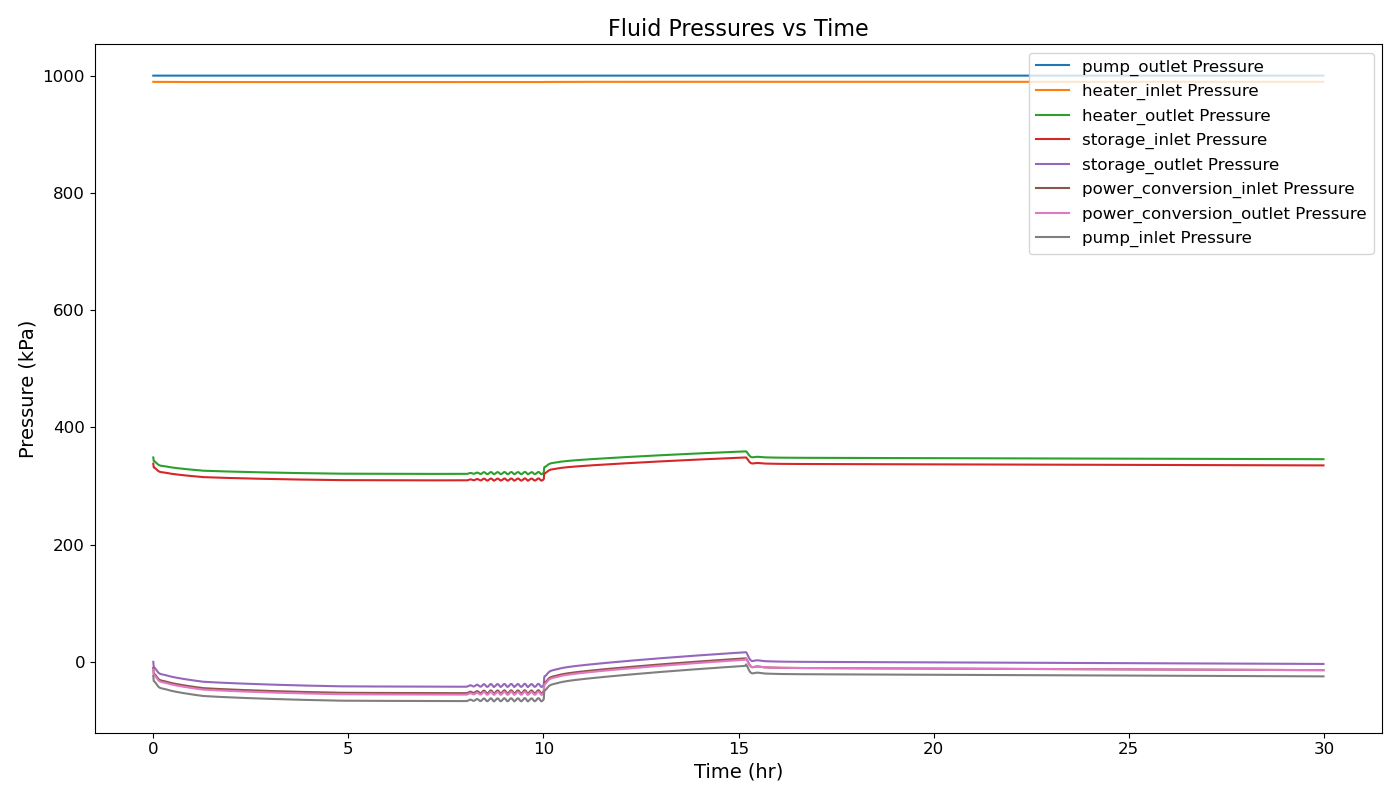 Fluid Pressures vs Time
pump_outlet Pressure
heater_inlet Pressure
heater_outlet Pressure
storage_inlet Pressure
storage_outlet Pressure
power_conversion_inlet Pressure
power_conversion_outlet Pressure
pump_inlet Pressure
Pressure (kPa)
1000
800
600
400
200
0
0
5
10
15
20
25
30
Time (hr)